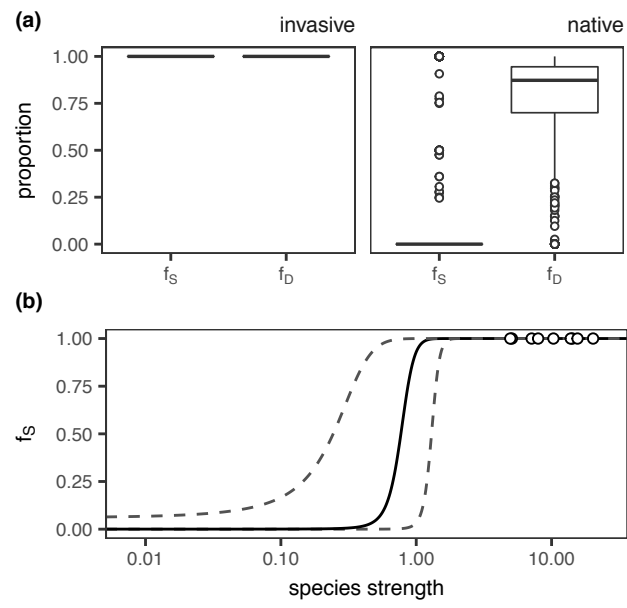 (a)
invasive
native
proportion
1.00
0.75
0.50
0.25
0.00
fS
fD
fS
fD
(b)
fS
1.00
0.75
0.50
0.25
0.00
0.01
0.10
1.00
10.00
species strength